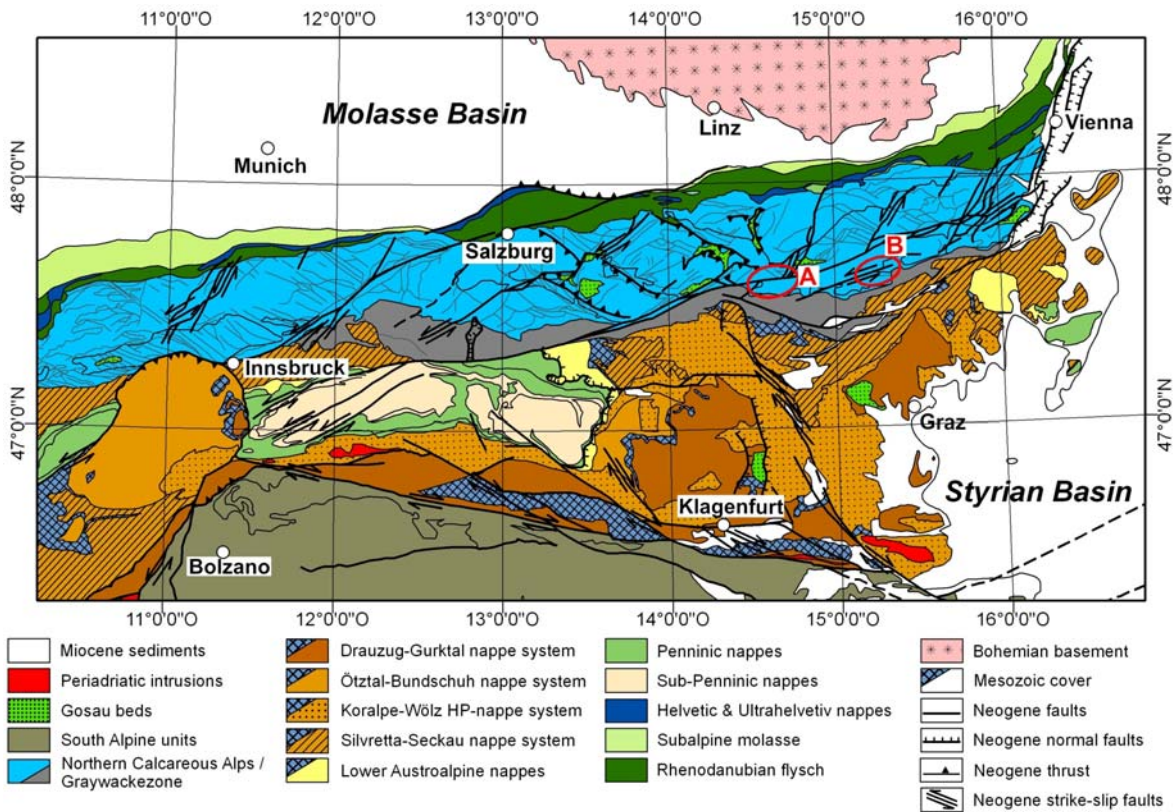 11°0'0"O 12°0'0"O 13°0'0"O 14°0'0"O 15°0'0"O 16°0'0"O
Molasse Basin
Linz
Vienna
Munich
48°0'0"N
48°0'0"N
Salzburg
B
A
Innsbruck
47°0'0"N
47°0'0"N
Graz
Styrian Basin
Klagenfurt
Bolzano
11°0'0"O 12°0'0"O 13°0'0"O 14°0'0"O 15°0'0"O 16°0'0"O
Miocene sediments
Periadriatic intrusions
Gosau beds
South Alpine units
Northern Calcareous Alps /
Graywackezone
Drauzug-Gurktal nappe system
Ötztal-Bundschuh nappe system
Koralpe-Wölz HP-nappe system
Silvretta-Seckau nappe system
Lower Austroalpine nappes
Penninic nappes
Sub-Penninic nappes
Helvetic & Ultrahelvetiv nappes
Subalpine molasse
Rhenodanubian flysch
Bohemian basement
Mesozoic cover
Neogene faults
Neogene normal faults
Neogene thrust
Neogene strike-slip faults